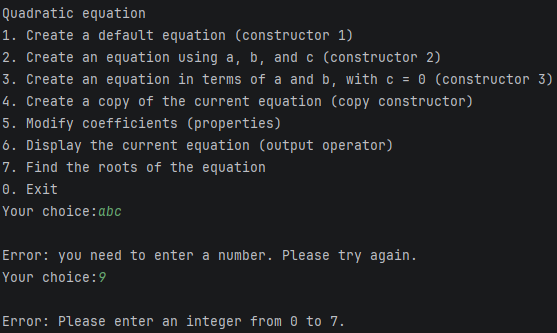 Quadratic equation
1. Create a default equation (constructor 1)
2. Create an equation using a, b, and c (constructor 2)
3. Create an equation in terms of a and b, with c = 0 (constructor 3)
4. Create a copy of the current equation (copy constructor)
5. Modify coefficients (properties)
6. Display the current equation (output operator)
7. Find the roots of the equation
0. Exit
Your choice:abc
Error: you need to enter a number. Please try again.
Your choice:9
Error: Please enter an integer from 0 to 7.